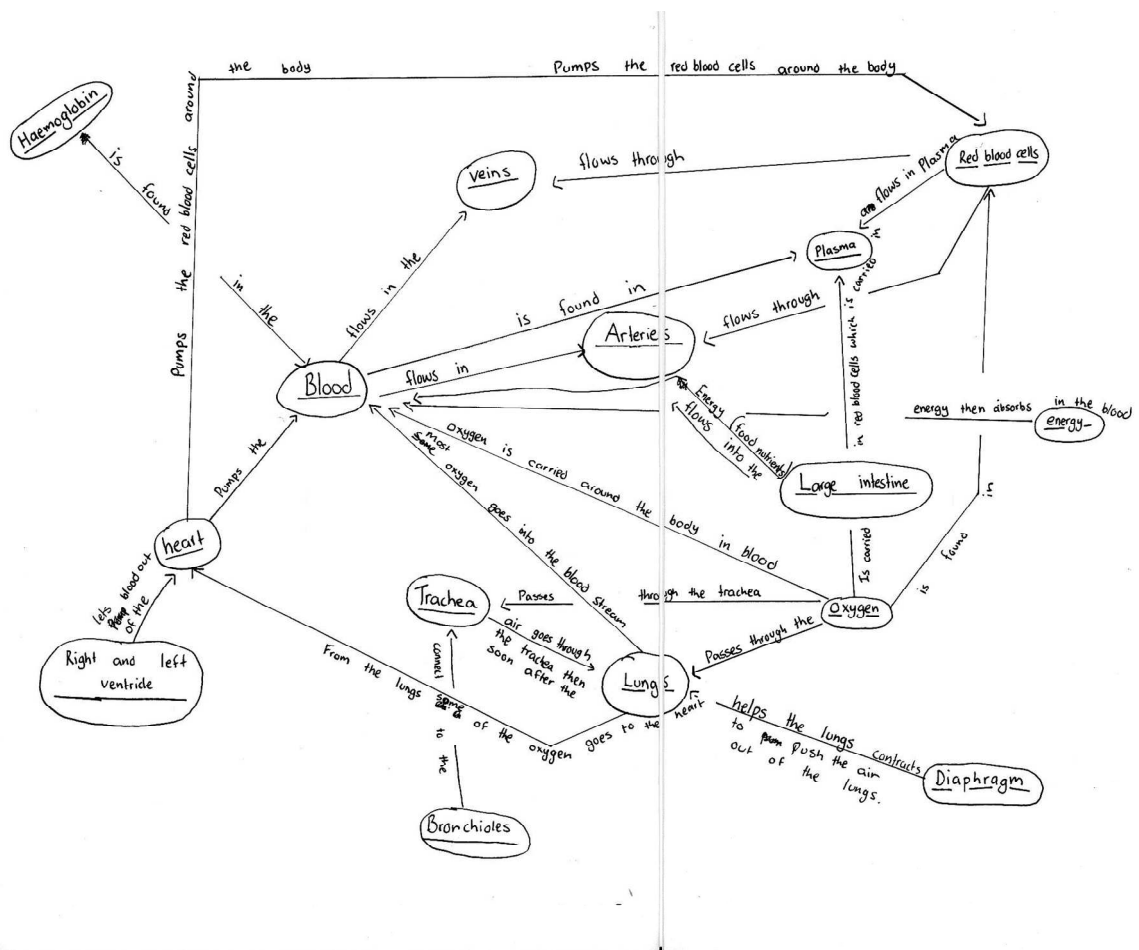 the body
Pumps the red blood cells around the body
Haemoglobin
is found
in the
Pumps the red blood cells around
veins
flows through
Red blood cells
flows in Plasma
Plasma
flows in the
is found in
Arteries
flows through
in red blood cells which is carried in
Blood
flows in
Energy (food nutrients)
flows into the
energy then absorbs in the blood
energy
Large intestine
oxygen is carried around the body in blood
most oxygen goes into the blood stream
Pumps the
heart
Is carried
is found
is
Oxygen
lets blood out
of the
Right and left
ventride
Trachea
Passes through the trachea
air goes through
the trachea then
soon after the
Passes through the
Lungs
From the lungs some of the oxygen goes to the heart
connect to the
Bronchioles
helps the lungs contracts
to Push the air
out of the lungs.
Diaphragm